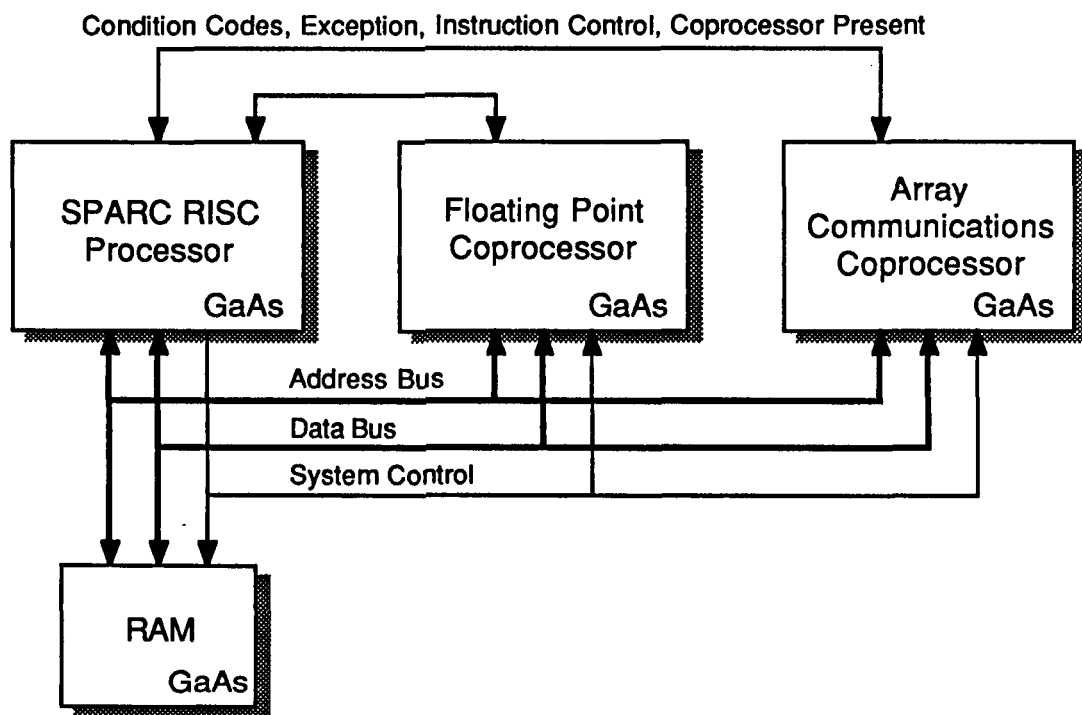 Condition Codes, Exception, Instruction Control, Coprocessor Present
SPARC RISC
Processor
GaAs
Floating Point
Coprocessor
GaAs
Array
Communications
Coprocessor
GaAs
Address Bus
Data Bus
System Control
RAM
GaAs